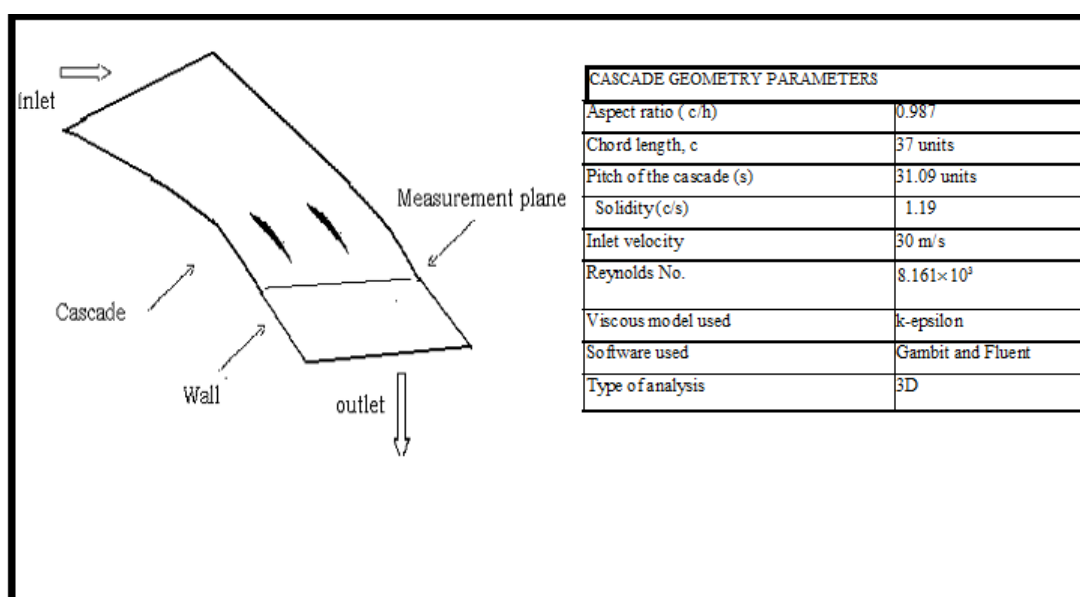 inlet
Measurement plane
Cascade
Wall
outlet
CASCADE GEOMETRY PARAMETERS
Aspect ratio ( c/h) 0.987
Chord length, c 37 units
Pitch of the cascade (s) 31.09 units
Solidity(c/s) 1.19
Inlet velocity 30 m/s
Reynolds No. 8.161×10³
Viscous model used k-epsilon
Software used Gambit and Fluent
Type of analysis 3D